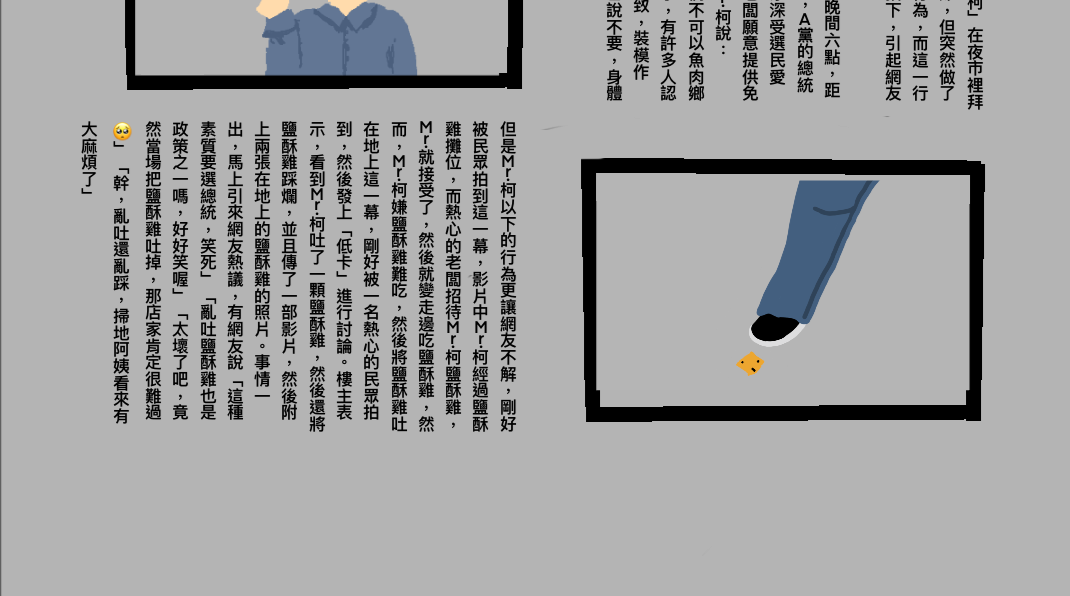 柯」在夜市裡拜
，但突然做了
為，而這一行
下，引起網友
晚間六點，距
，A黨的總統
深受選民愛
闆願意提供免
柯說：
不可以魚肉鄉
，有許多人認
致，裝模作
說不要，身體
但是Mr.柯以下的行為更讓網友不解，剛好
被民眾拍到這一幕，影片中Mr.柯經過鹽酥
雞攤位，而熱心的老闆招待Mr.柯鹽酥雞，
Mr.就接受了，然後就變走邊吃鹽酥雞，然
而，Mr.柯嫌鹽酥雞難吃，然後將鹽酥雞吐
在地上這一幕，剛好被一名熱心的民眾拍
到，然後發上「低卡」進行討論。樓主表
示，看到Mr.柯吐了一顆鹽酥雞，然後還將
鹽酥雞踩爛，並且傳了一部影片，然後附
上兩張在地上的鹽酥雞的照片。事情一
出，馬上引來網友熱議，有網友說「這種
素質要選總統，笑死」「亂吐鹽酥雞也是
政策之一嗎，好好笑喔」「太壞了吧，竟
然當場把鹽酥雞吐掉，那店家肯定很難過
🥺」「幹，亂吐還亂踩，掃地阿姨看來有
大麻煩了」